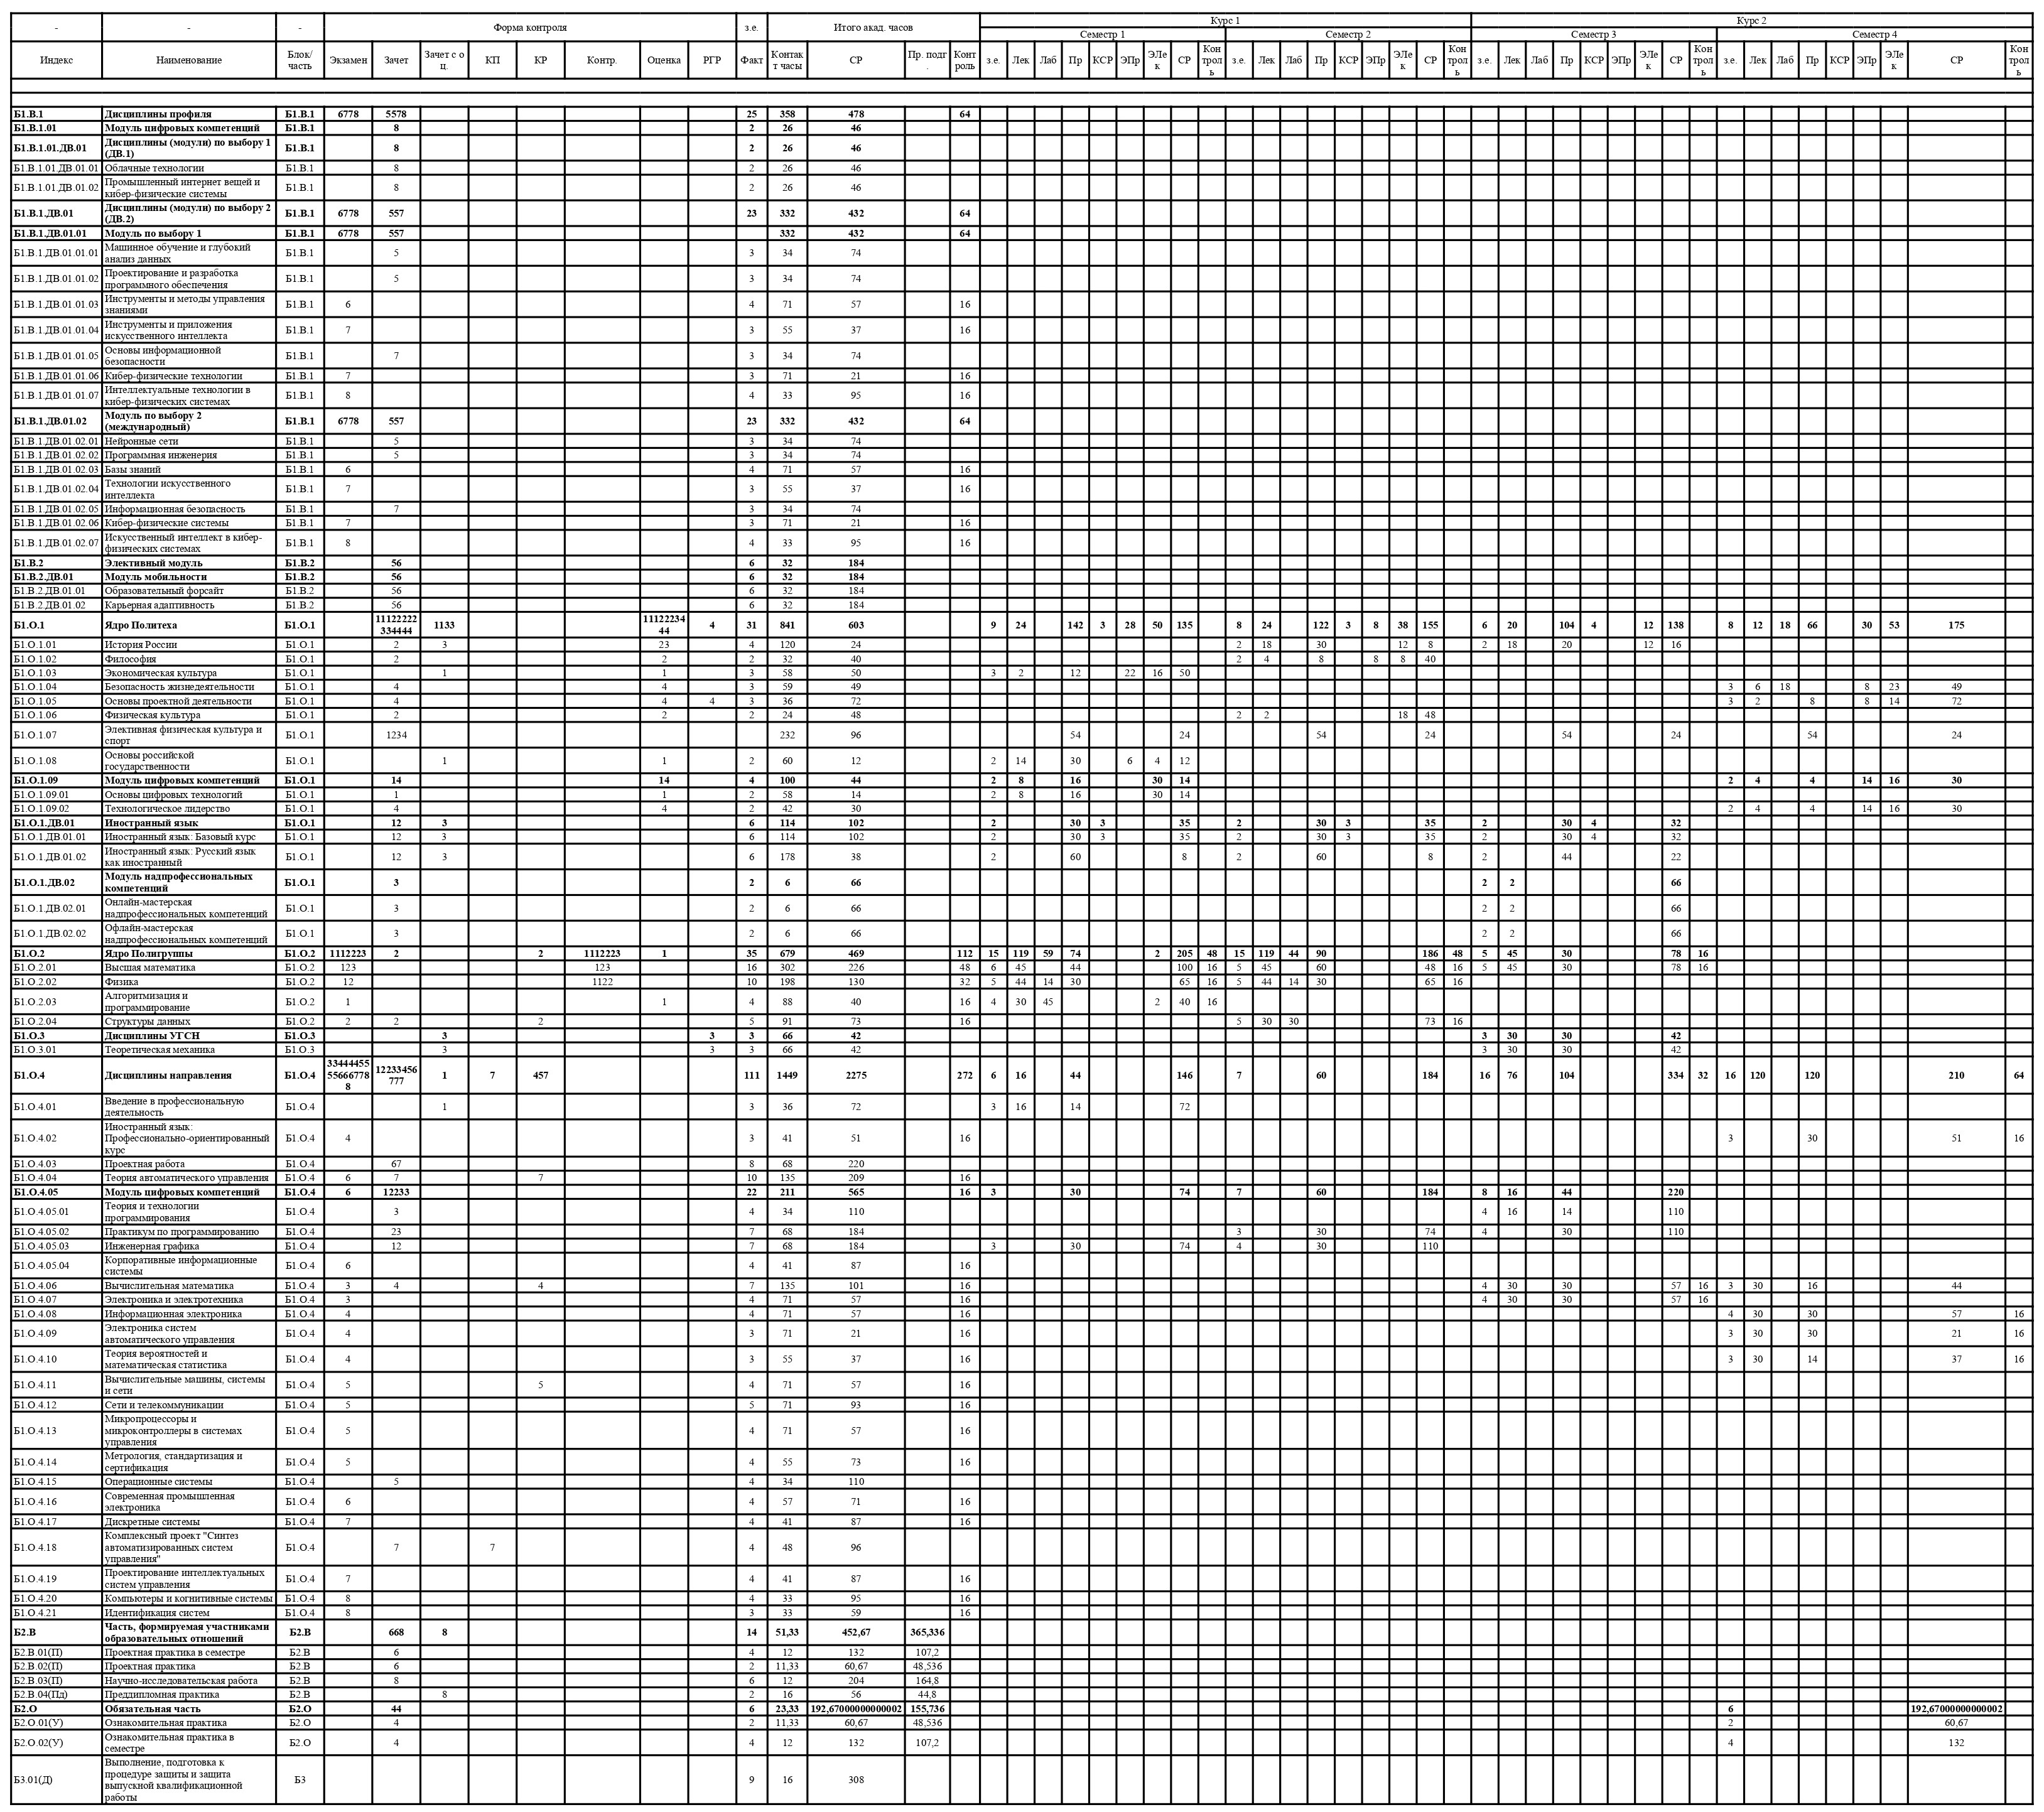 - - - Форма контроля з.е. Итого акад. часов Курс 1 Курс 2
Семестр 1 Семестр 2 Семестр 3 Семестр 4
Индекс Наименование Блок/часть Экзамен Зачет Зачет с оц. КП КР Контр. Оценка РГР Факт Контакт часы СР Пр. подг. Контроль з.е. Лек Лаб Пр КСР ЭПр ЭЛек СР Контроль з.е. Лек Лаб Пр КСР ЭПр ЭЛек СР Контроль з.е. Лек Лаб Пр КСР ЭПр ЭЛек СР Контроль з.е. Лек Лаб Пр КСР ЭПр ЭЛек СР Контроль
Б1.В.1 Дисциплины профиля Б1.В.1 6778 5578 25 358 478 64
Б1.В.1.01 Модуль цифровых компетенций Б1.В.1 8 2 26 46
Б1.В.1.01.ДВ.01 Дисциплины (модули) по выбору 1 (ДВ.1) Б1.В.1 8 2 26 46
Б1.В.1.01.ДВ.01.01 Облачные технологии Б1.В.1 8 2 26 46
Б1.В.1.01.ДВ.01.02 Промышленный интернет вещей и кибер-физические системы Б1.В.1 8 2 26 46
Б1.В.1.ДВ.01 Дисциплины (модули) по выбору 2 (ДВ.2) Б1.В.1 6778 557 23 332 432 64
Б1.В.1.ДВ.01.01 Модуль по выбору 1 Б1.В.1 6778 557 332 432 64
Б1.В.1.ДВ.01.01.01 Машинное обучение и глубокий анализ данных Б1.В.1 5 3 34 74
Б1.В.1.ДВ.01.01.02 Проектирование и разработка программного обеспечения Б1.В.1 5 3 34 74
Б1.В.1.ДВ.01.01.03 Инструменты и методы управления знаниями Б1.В.1 6 4 71 57 16
Б1.В.1.ДВ.01.01.04 Инструменты и приложения искусственного интеллекта Б1.В.1 7 3 55 37 16
Б1.В.1.ДВ.01.01.05 Основы информационной безопасности Б1.В.1 7 3 34 74
Б1.В.1.ДВ.01.01.06 Кибер-физические технологии Б1.В.1 7 3 71 21 16
Б1.В.1.ДВ.01.01.07 Интеллектуальные технологии в кибер-физических системах Б1.В.1 8 4 33 95 16
Б1.В.1.ДВ.01.02 Модуль по выбору 2 (международный) Б1.В.1 6778 557 23 332 432 64
Б1.В.1.ДВ.01.02.01 Нейронные сети Б1.В.1 5 3 34 74
Б1.В.1.ДВ.01.02.02 Программная инженерия Б1.В.1 5 3 34 74
Б1.В.1.ДВ.01.02.03 Базы знаний Б1.В.1 6 4 71 57 16
Б1.В.1.ДВ.01.02.04 Технологии искусственного интеллекта Б1.В.1 7 3 55 37 16
Б1.В.1.ДВ.01.02.05 Информационная безопасность Б1.В.1 7 3 34 74
Б1.В.1.ДВ.01.02.06 Кибер-физические системы Б1.В.1 7 3 71 21 16
Б1.В.1.ДВ.01.02.07 Искусственный интеллект в кибер-физических системах Б1.В.1 8 4 33 95 16
Б1.В.2 Элективный модуль Б1.В.2 56 6 32 184
Б1.В.2.ДВ.01 Модуль мобильности Б1.В.2 56 6 32 184
Б1.В.2.ДВ.01.01 Образовательный форсайт Б1.В.2 56 6 32 184
Б1.В.2.ДВ.01.02 Карьерная адаптивность Б1.В.2 56 6 32 184
Б1.О.1 Ядро Политеха Б1.О.1 11122222334444 1133 1112223444 4 31 841 603 9 24 142 3 28 50 135 8 24 122 3 8 38 155 6 20 104 4 12 138 8 12 18 66 30 53 175
Б1.О.1.01 История России Б1.О.1 2 3 23 4 120 24 2 18 30 12 8 2 18 20 12 16
Б1.О.1.02 Философия Б1.О.1 2 2 2 32 40 2 4 8 8 8 40
Б1.О.1.03 Экономическая культура Б1.О.1 1 1 3 58 50 3 2 12 22 16 50
Б1.О.1.04 Безопасность жизнедеятельности Б1.О.1 4 4 3 59 49 3 6 18 8 23 49
Б1.О.1.05 Основы проектной деятельности Б1.О.1 4 4 4 3 36 72 3 2 8 8 14 72
Б1.О.1.06 Физическая культура Б1.О.1 2 2 2 24 48 2 2 18 48
Б1.О.1.07 Элективная физическая культура и спорт Б1.О.1 1234 232 96 54 24 54 24 54 24 54 24
Б1.О.1.08 Основы российской государственности Б1.О.1 1 1 2 60 12 2 14 30 6 4 12
Б1.О.1.09 Модуль цифровых компетенций Б1.О.1 14 14 4 100 44 2 8 16 30 14 2 4 4 14 16 30
Б1.О.1.09.01 Основы цифровых технологий Б1.О.1 1 1 2 58 14 2 8 16 30 14
Б1.О.1.09.02 Технологическое лидерство Б1.О.1 4 4 2 42 30 2 4 4 14 16 30
Б1.О.1.ДВ.01 Иностранный язык Б1.О.1 12 3 6 114 102 2 30 3 35 2 30 3 35 2 30 4 32
Б1.О.1.ДВ.01.01 Иностранный язык: Базовый курс Б1.О.1 12 3 6 114 102 2 30 3 35 2 30 3 35 2 30 4 32
Б1.О.1.ДВ.01.02 Иностранный язык: Русский язык как иностранный Б1.О.1 12 3 6 178 38 2 60 8 2 60 8 2 44 22
Б1.О.1.ДВ.02 Модуль надпрофессиональных компетенций Б1.О.1 3 2 6 66 2 2 66
Б1.О.1.ДВ.02.01 Онлайн-мастерская надпрофессиональных компетенций Б1.О.1 3 2 6 66 2 2 66
Б1.О.1.ДВ.02.02 Офлайн-мастерская надпрофессиональных компетенций Б1.О.1 3 2 6 66 2 2 66
Б1.О.2 Ядро Полигруппы Б1.О.2 1112223 2 2 1112223 1 35 679 469 112 15 119 59 74 2 205 48 15 119 44 90 186 48 5 45 30 78 16
Б1.О.2.01 Высшая математика Б1.О.2 123 123 16 302 226 48 6 45 44 100 16 5 45 60 48 16 5 45 30 78 16
Б1.О.2.02 Физика Б1.О.2 12 1122 10 198 130 32 5 44 14 30 65 16 5 44 14 30 65 16
Б1.О.2.03 Алгоритмизация и программирование Б1.О.2 1 1 4 88 40 16 4 30 45 2 40 16
Б1.О.2.04 Структуры данных Б1.О.2 2 2 2 5 91 73 16 5 30 30 73 16
Б1.О.3 Дисциплины УГСН Б1.О.3 3 3 3 66 42 3 30 30 42
Б1.О.3.01 Теоретическая механика Б1.О.3 3 3 3 66 42 3 30 30 42
Б1.О.4 Дисциплины направления Б1.О.4 33444455556667788 12233456777 1 7 457 111 1449 2275 272 6 16 44 146 7 60 184 16 76 104 334 32 16 120 120 210 64
Б1.О.4.01 Введение в профессиональную деятельность Б1.О.4 1 3 36 72 3 16 14 72
Б1.О.4.02 Иностранный язык: Профессионально-ориентированный курс Б1.О.4 4 3 41 51 16 3 30 51 16
Б1.О.4.03 Проектная работа Б1.О.4 67 8 68 220
Б1.О.4.04 Теория автоматического управления Б1.О.4 6 7 7 10 135 209 16
Б1.О.4.05 Модуль цифровых компетенций Б1.О.4 6 12233 22 211 565 16 3 30 74 7 60 184 8 16 44 220
Б1.О.4.05.01 Теория и технологии программирования Б1.О.4 3 4 34 110 4 16 14 110
Б1.О.4.05.02 Практикум по программированию Б1.О.4 23 7 68 184 3 30 74 4 30 110
Б1.О.4.05.03 Инженерная графика Б1.О.4 12 7 68 184 3 30 74 4 30 110
Б1.О.4.05.04 Корпоративные информационные системы Б1.О.4 6 4 41 87 16
Б1.О.4.06 Вычислительная математика Б1.О.4 3 4 4 7 135 101 16 4 30 30 57 16 3 30 16 44
Б1.О.4.07 Электроника и электротехника Б1.О.4 3 4 71 57 16 4 30 30 57 16
Б1.О.4.08 Информационная электроника Б1.О.4 4 4 71 57 16 4 30 30 57 16
Б1.О.4.09 Электроника систем автоматического управления Б1.О.4 4 3 71 21 16 3 30 30 21 16
Б1.О.4.10 Теория вероятностей и математическая статистика Б1.О.4 4 3 55 37 16 3 30 14 37 16
Б1.О.4.11 Вычислительные машины, системы и сети Б1.О.4 5 5 4 71 57 16
Б1.О.4.12 Сети и телекоммуникации Б1.О.4 5 5 71 93 16
Б1.О.4.13 Микропроцессоры и микроконтроллеры в системах управления Б1.О.4 5 4 71 57 16
Б1.О.4.14 Метрология, стандартизация и сертификация Б1.О.4 5 4 55 73 16
Б1.О.4.15 Операционные системы Б1.О.4 5 4 34 110
Б1.О.4.16 Современная промышленная электроника Б1.О.4 6 4 57 71 16
Б1.О.4.17 Дискретные системы Б1.О.4 7 4 41 87 16
Б1.О.4.18 Комплексный проект "Синтез автоматизированных систем управления" Б1.О.4 7 7 4 48 96
Б1.О.4.19 Проектирование интеллектуальных систем управления Б1.О.4 7 4 41 87 16
Б1.О.4.20 Компьютеры и когнитивные системы Б1.О.4 8 4 33 95 16
Б1.О.4.21 Идентификация систем Б1.О.4 8 3 33 59 16
Б2.В Часть, формируемая участниками образовательных отношений Б2.В 668 8 14 51,33 452,67 365,336
Б2.В.01(П) Проектная практика в семестре Б2.В 6 4 12 132 107,2
Б2.В.02(П) Проектная практика Б2.В 6 2 11,33 60,67 48,536
Б2.В.03(П) Научно-исследовательская работа Б2.В 8 6 12 204 164,8
Б2.В.04(Пд) Преддипломная практика Б2.В 8 2 16 56 44,8
Б2.О Обязательная часть Б2.О 44 6 23,33 192,67000000000002 155,736 6 192,67000000000002
Б2.О.01(У) Ознакомительная практика Б2.О 4 2 11,33 60,67 48,536 2 60,67
Б2.О.02(У) Ознакомительная практика в семестре Б2.О 4 4 12 132 107,2 4 132
Б3.01(Д) Выполнение, подготовка к процедуре защиты и защита выпускной квалификационной работы Б3 9 16 308